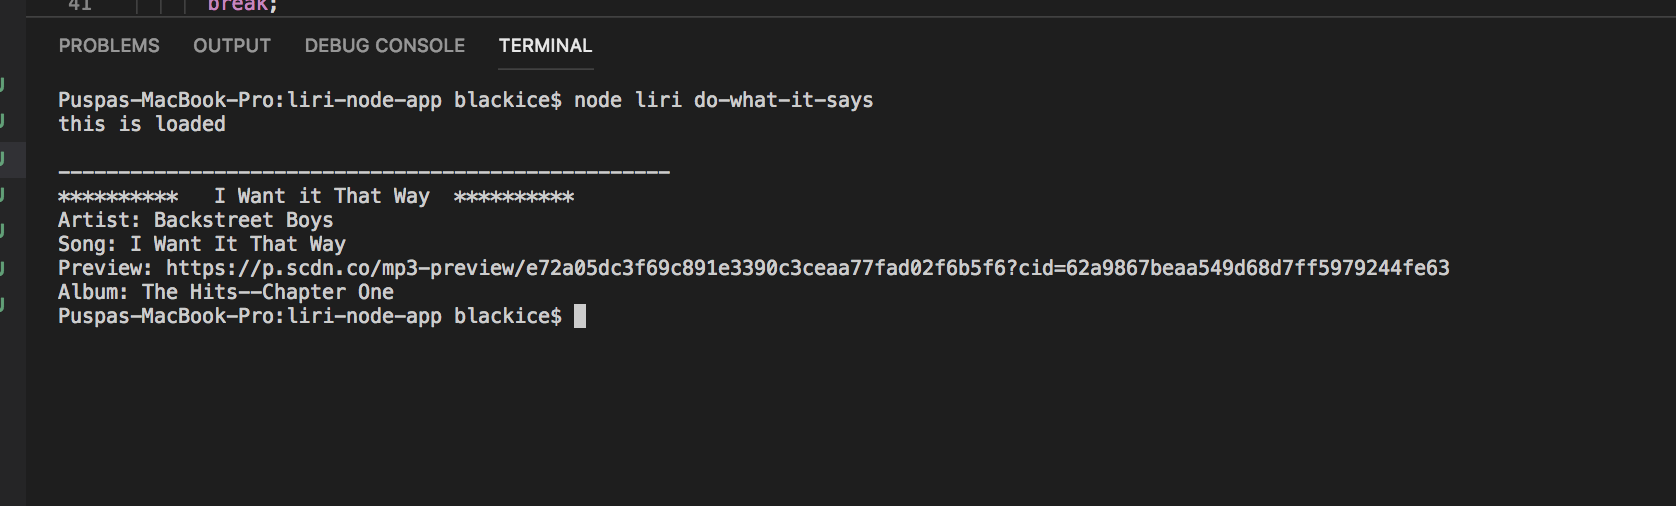 41 break;
PROBLEMS OUTPUT DEBUG CONSOLE TERMINAL
Puspas-MacBook-Pro:liri-node-app blackice$ node liri do-what-it-says
this is loaded
---------------------------------------------------
********** I Want it That Way **********
Artist: Backstreet Boys
Song: I Want It That Way
Preview: https://p.scdn.co/mp3-preview/e72a05dc3f69c891e3390c3ceaa77fad02f6b5f6?cid=62a9867beaa549d68d7ff5979244fe63
Album: The Hits--Chapter One
Puspas-MacBook-Pro:liri-node-app blackice$